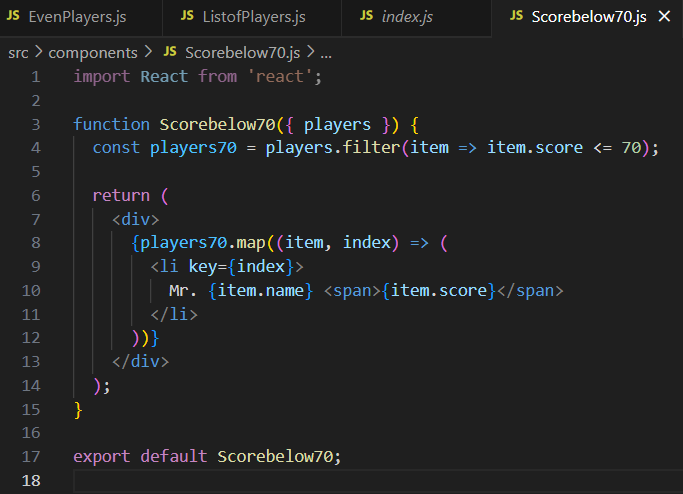 JS EvenPlayers.js JS ListofPlayers.js JS index.js JS Scorebelow70.js ×
src > components > JS Scorebelow70.js > ...
1 import React from 'react';
2
3 function Scorebelow70({ players }) {
4   const players70 = players.filter(item => item.score <= 70);
5
6   return (
7     <div>
8       {players70.map((item, index) => (
9         <li key={index}>
10           Mr. {item.name} <span>{item.score}</span>
11         </li>
12       ))}
13     </div>
14   );
15 }
16
17 export default Scorebelow70;
18